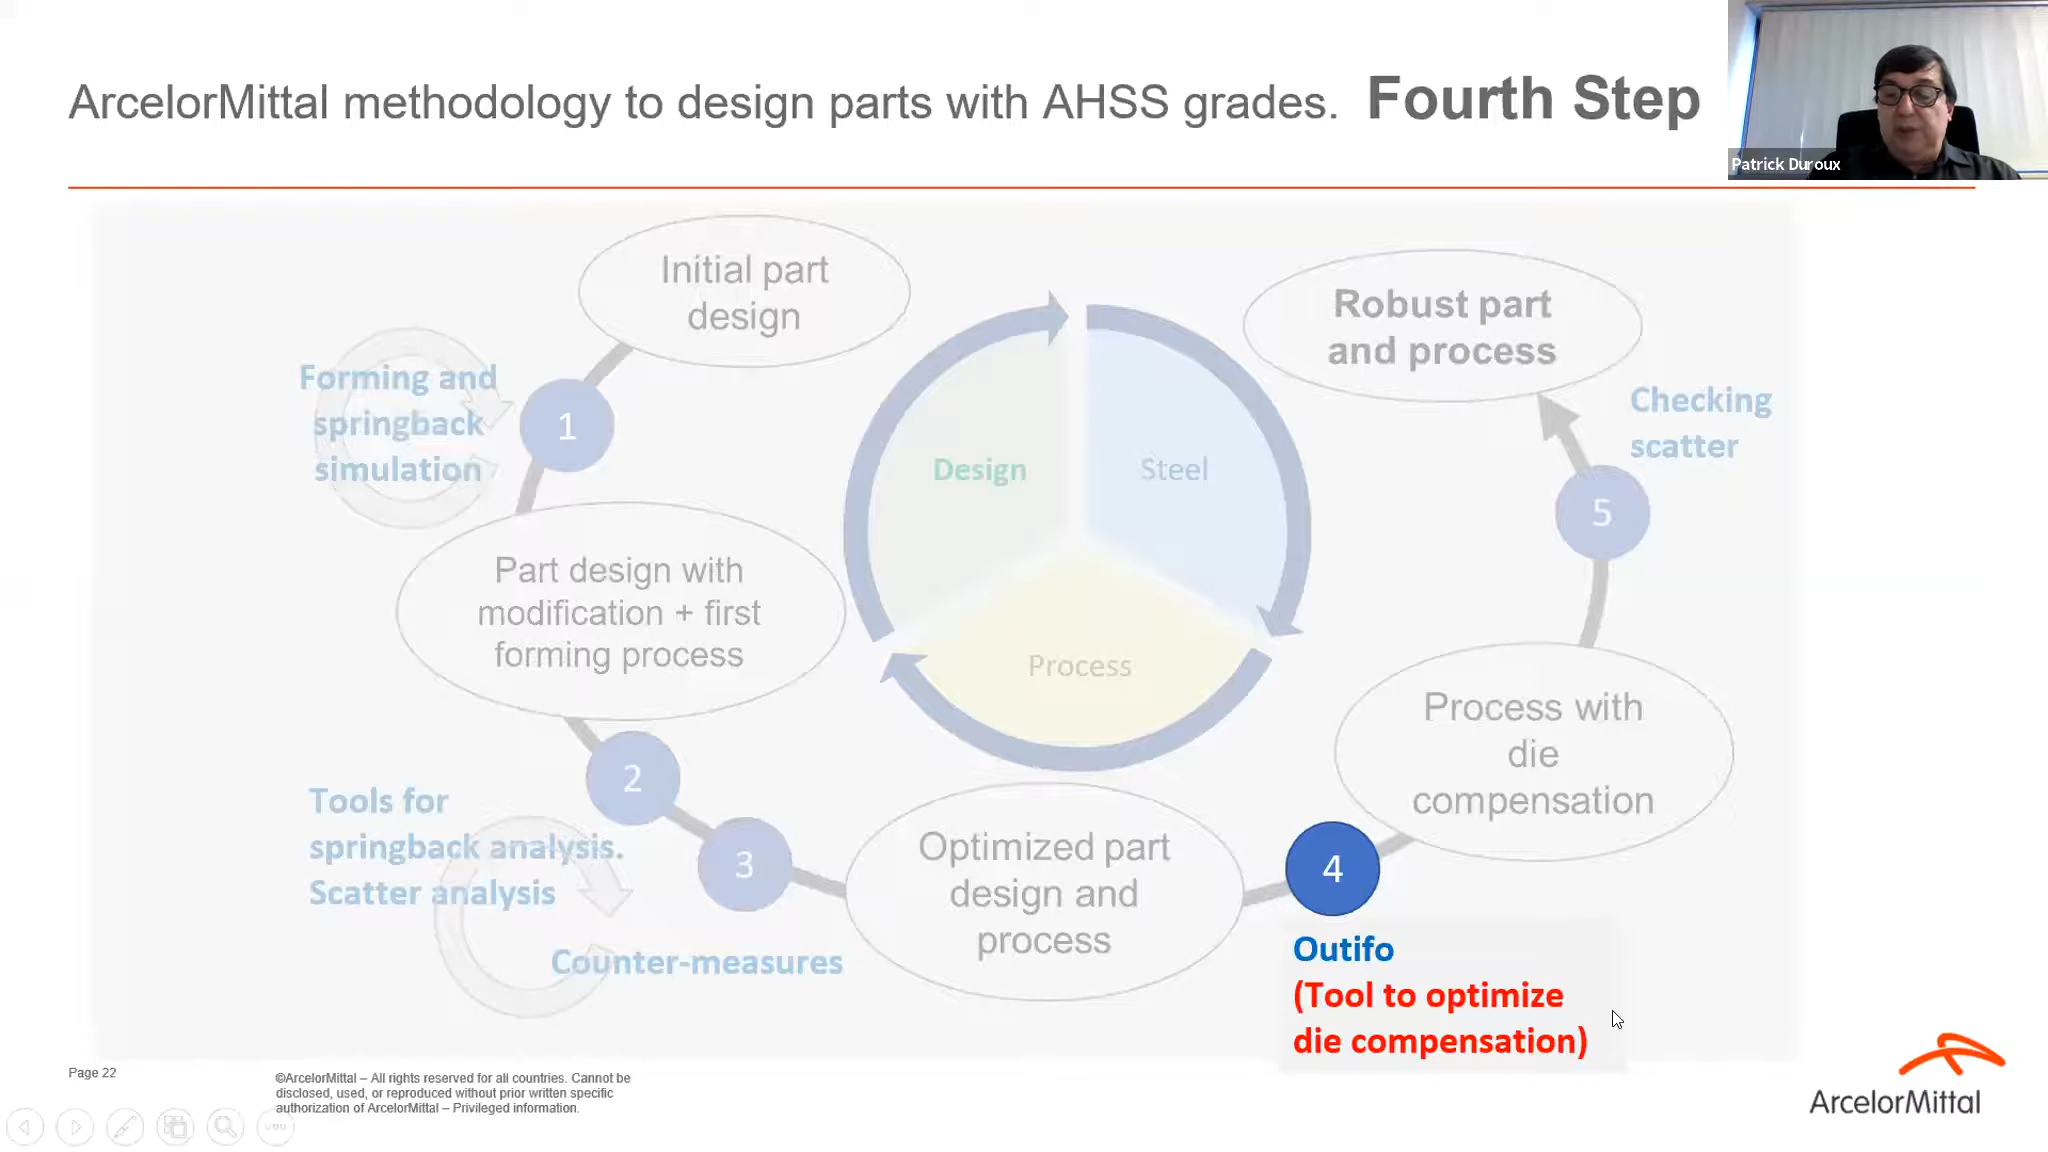 ArcelorMittal methodology to design parts with AHSS grades. Fourth Step
Patrick Duroux
Initial part
design
Forming and
springback
simulation
1
Part design with
modification + first
forming process
2
Tools for
springback analysis.
Scatter analysis
3
Counter-measures
Design
Steel
Process
Optimized part
design and
process
4
Outifo
(Tool to optimize
die compensation)
Process with
die
compensation
5
Checking
scatter
Robust part
and process
Page 22
©ArcelorMittal – All rights reserved for all countries. Cannot be
disclosed, used, or reproduced without prior written specific
authorization of ArcelorMittal – Privileged information.
ArcelorMittal